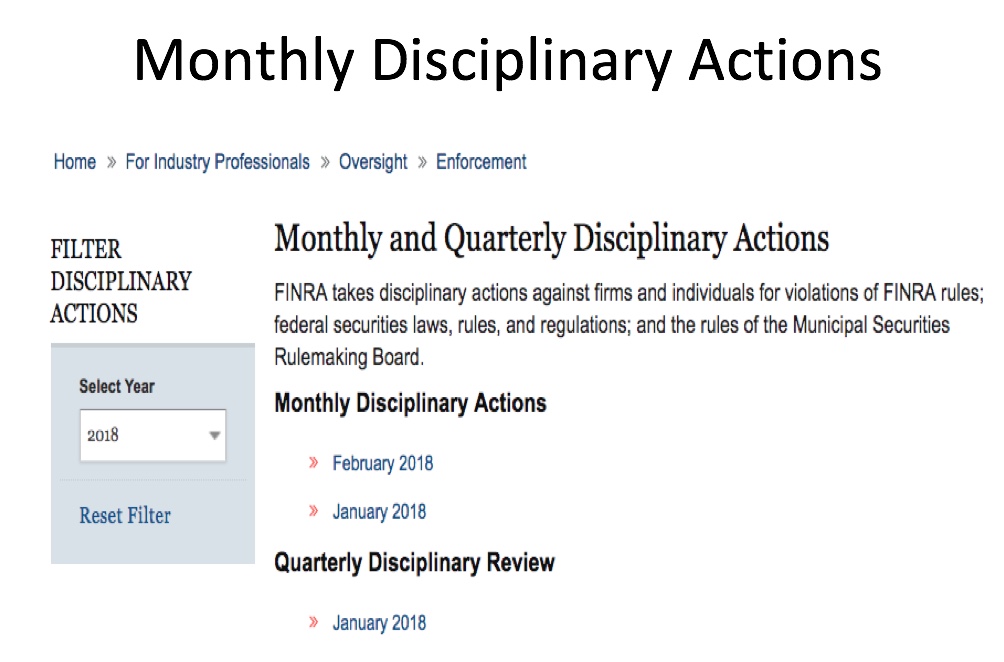 Monthly Disciplinary Actions
Home » For Industry Professionals » Oversight » Enforcement
FILTER
DISCIPLINARY
ACTIONS
Select Year
2018
Reset Filter
Monthly and Quarterly Disciplinary Actions
FINRA takes disciplinary actions against firms and individuals for violations of FINRA rules;
federal securities laws, rules, and regulations; and the rules of the Municipal Securities
Rulemaking Board.
Monthly Disciplinary Actions
» February 2018
» January 2018
Quarterly Disciplinary Review
» January 2018